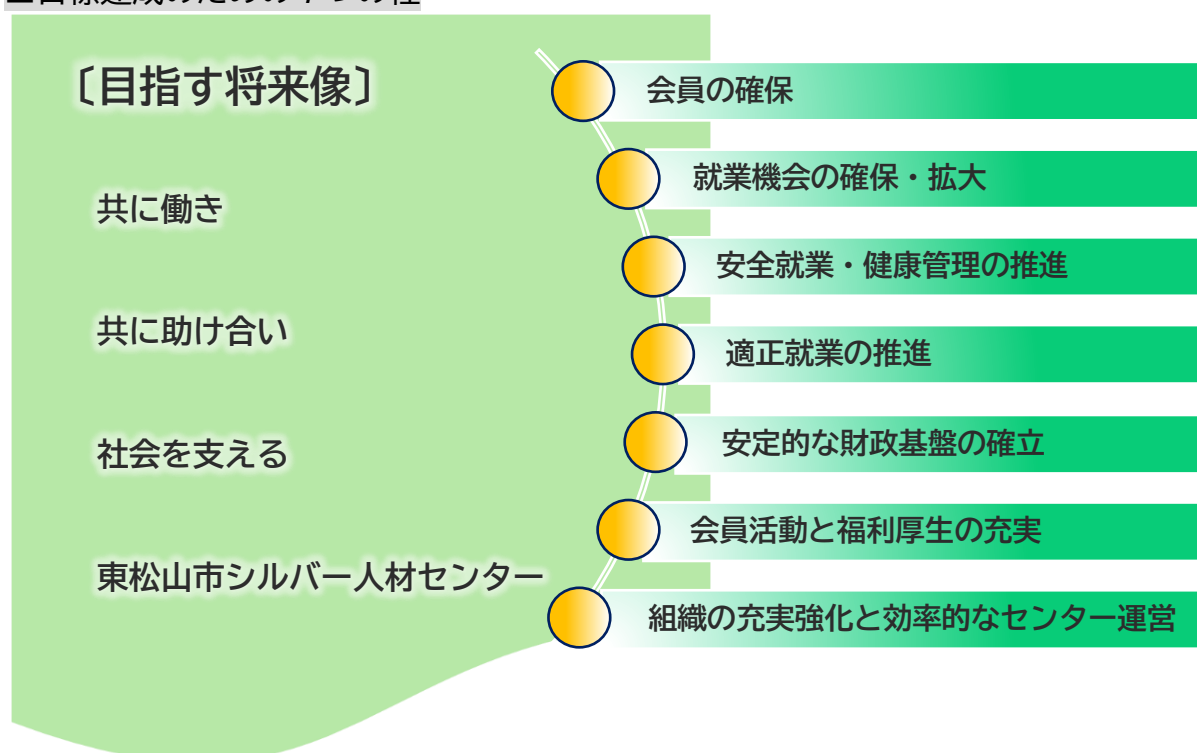 〔目指す将来像〕
共に働き
共に助け合い
社会を支える
東松山市シルバー人材センター
会員の確保
就業機会の確保・拡大
安全就業・健康管理の推進
適正就業の推進
安定的な財政基盤の確立
会員活動と福利厚生の充実
組織の充実強化と効率的なセンター運営